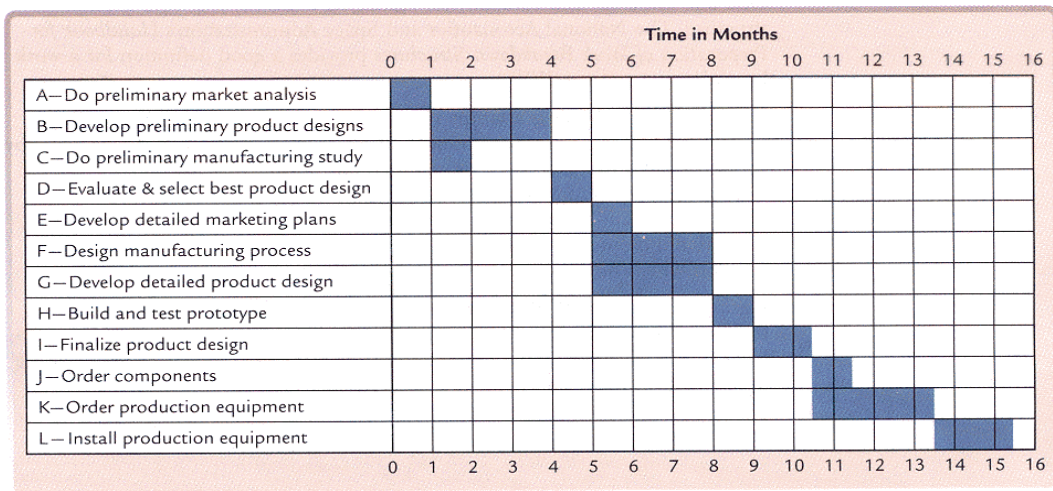 Time in Months
0 1 2 3 4 5 6 7 8 9 10 11 12 13 14 15 16
A—Do preliminary market analysis
B—Develop preliminary product designs
C—Do preliminary manufacturing study
D—Evaluate & select best product design
E—Develop detailed marketing plans
F—Design manufacturing process
G—Develop detailed product design
H—Build and test prototype
I—Finalize product design
J—Order components
K—Order production equipment
L—Install production equipment
0 1 2 3 4 5 6 7 8 9 10 11 12 13 14 15 16